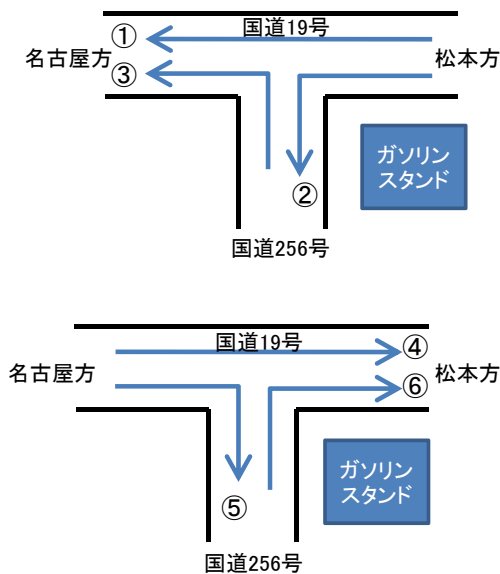 国道19号
①
名古屋方
松本方
③
ガソリン
スタンド
②
国道256号
国道19号
④
名古屋方
松本方
⑥
ガソリン
スタンド
⑤
国道256号